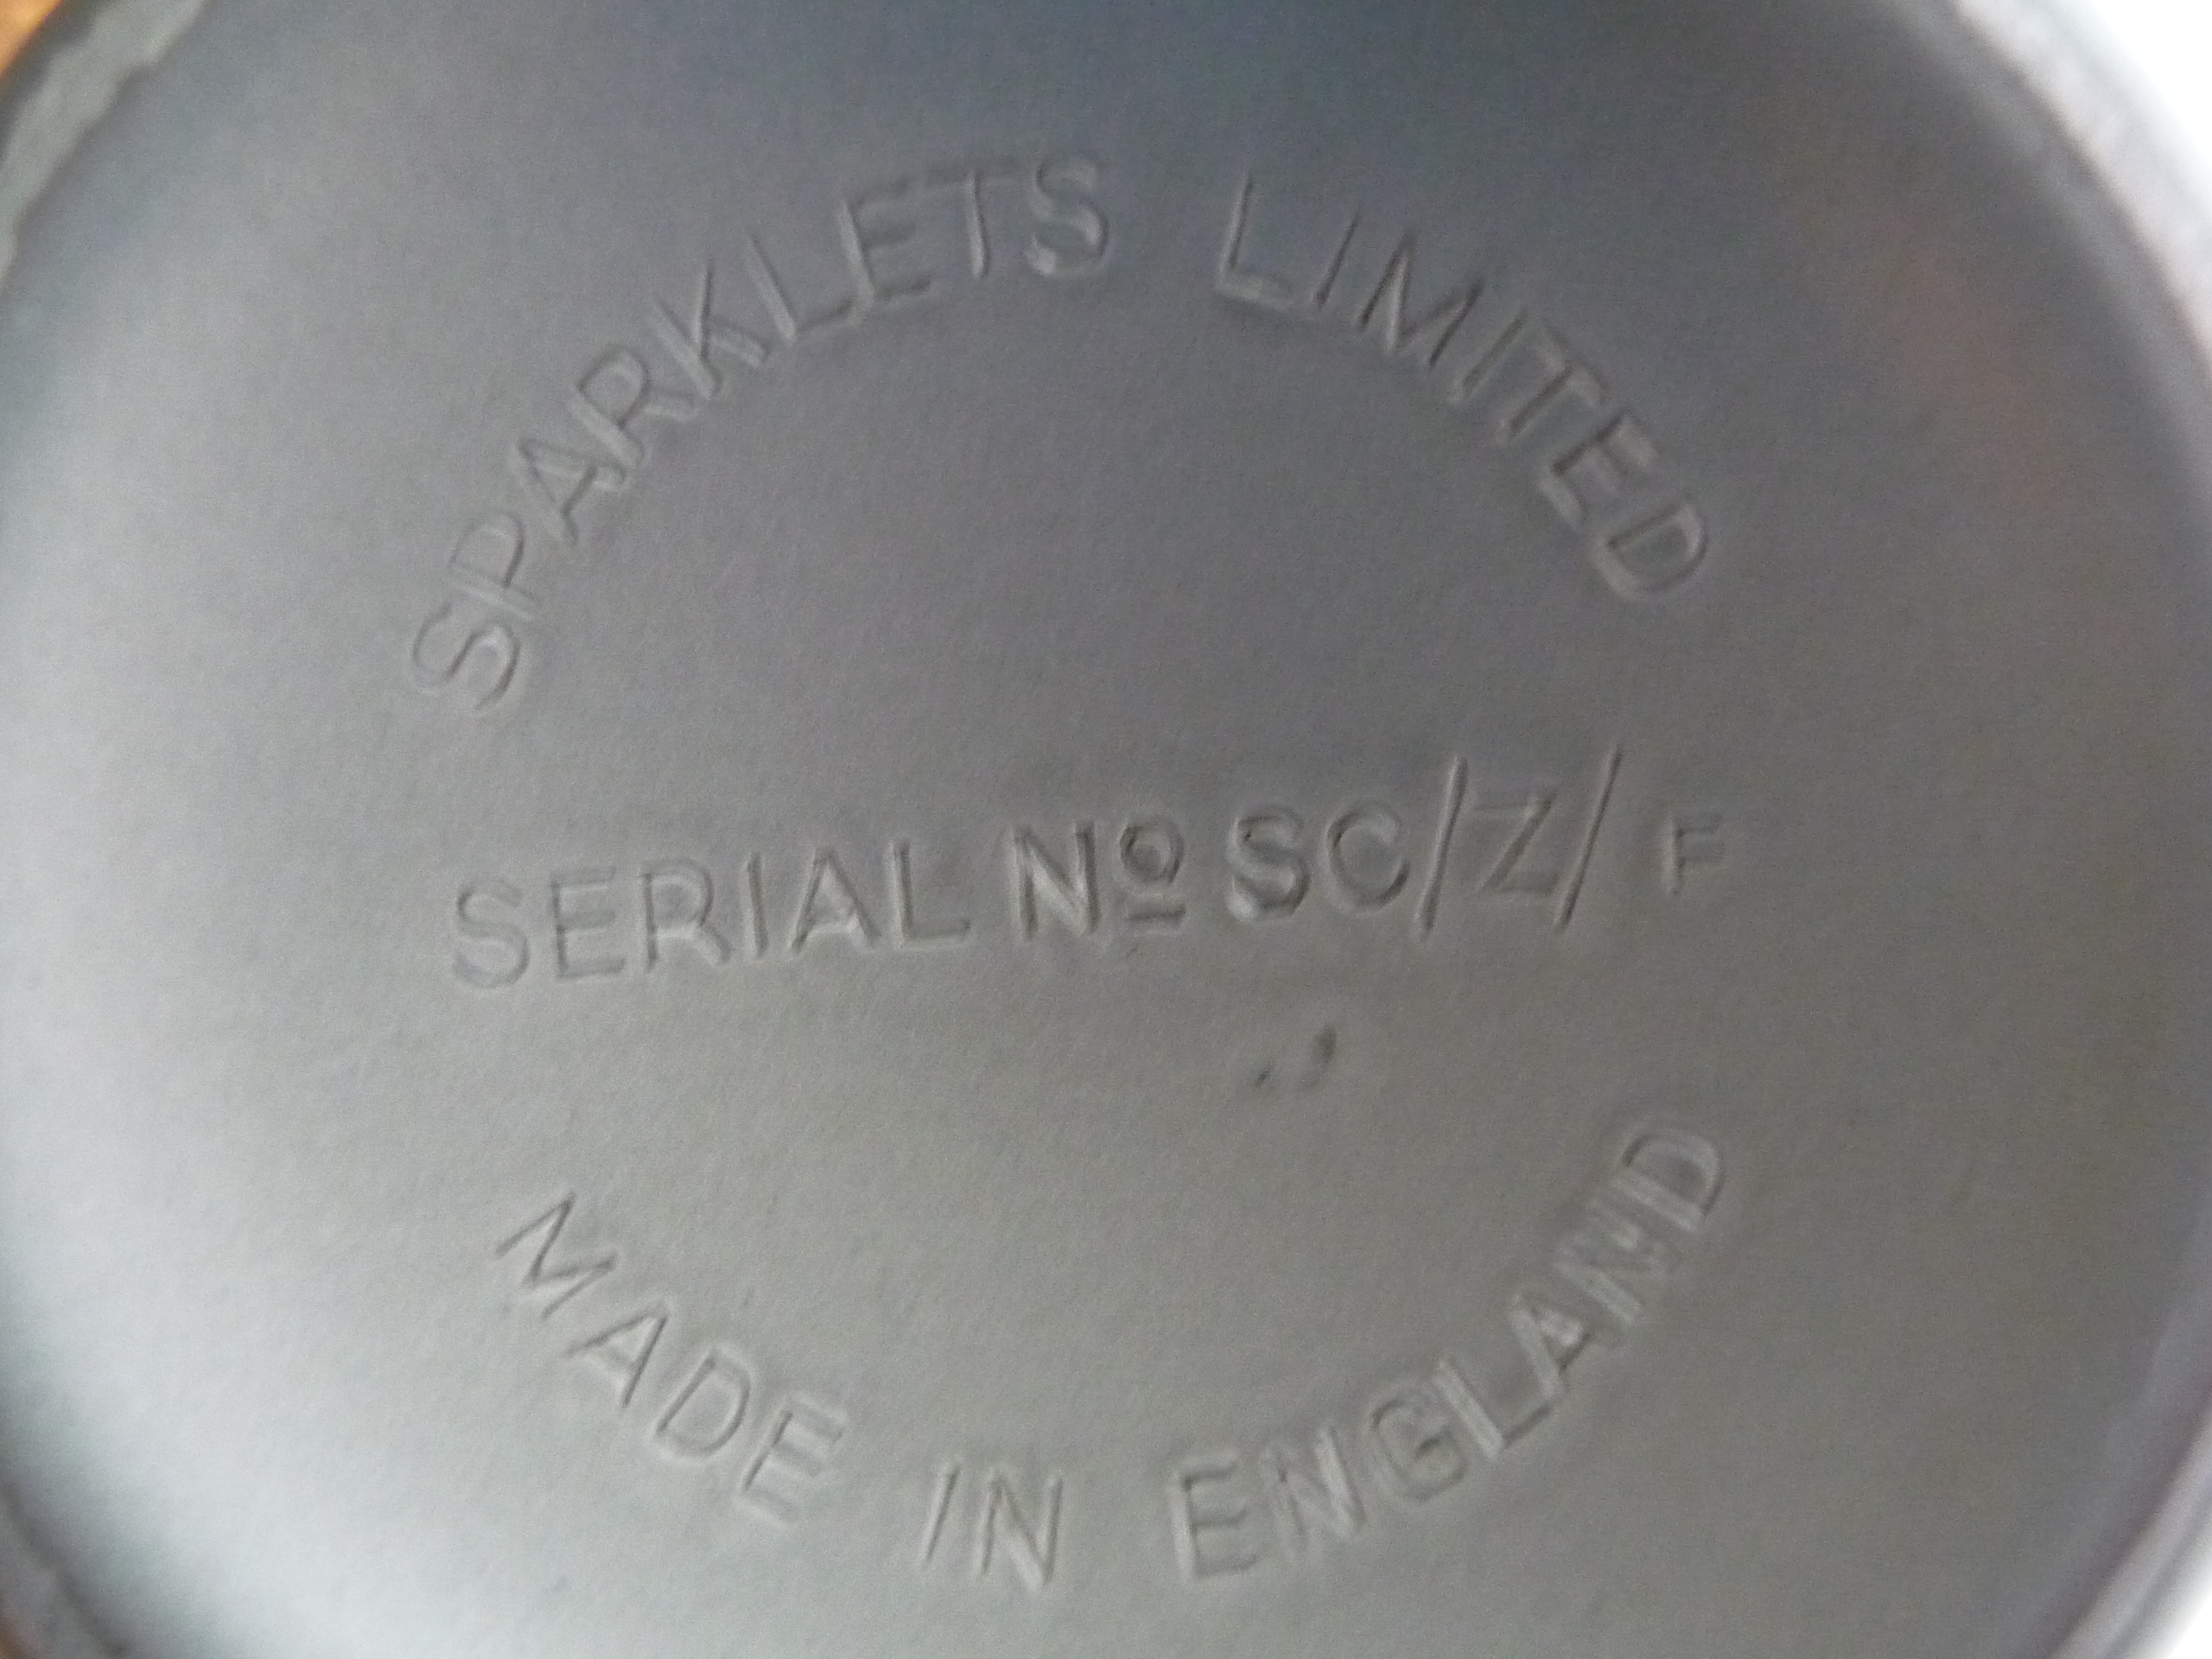 SPARKLETS LIMITED
SERIAL Nº SC/Z/ F
MADE IN ENGLAND